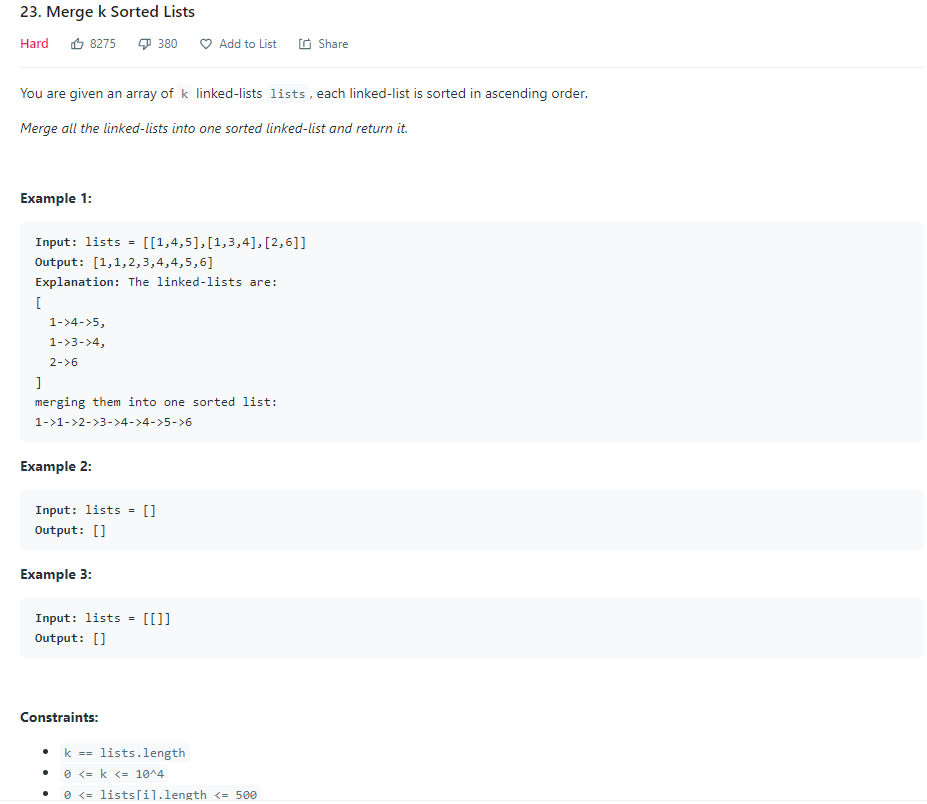 23. Merge k Sorted Lists
Hard 8275 380 Add to List Share
You are given an array of k linked-lists lists, each linked-list is sorted in ascending order.
Merge all the linked-lists into one sorted linked-list and return it.
Example 1:
Input: lists = [[1,4,5],[1,3,4],[2,6]]
Output: [1,1,2,3,4,4,5,6]
Explanation: The linked-lists are:
[
  1->4->5,
  1->3->4,
  2->6
]
merging them into one sorted list:
1->1->2->3->4->4->5->6
Example 2:
Input: lists = []
Output: []
Example 3:
Input: lists = [[]]
Output: []
Constraints:
• k == lists.length
• 0 <= k <= 10^4
• 0 <= lists[i].length <= 500